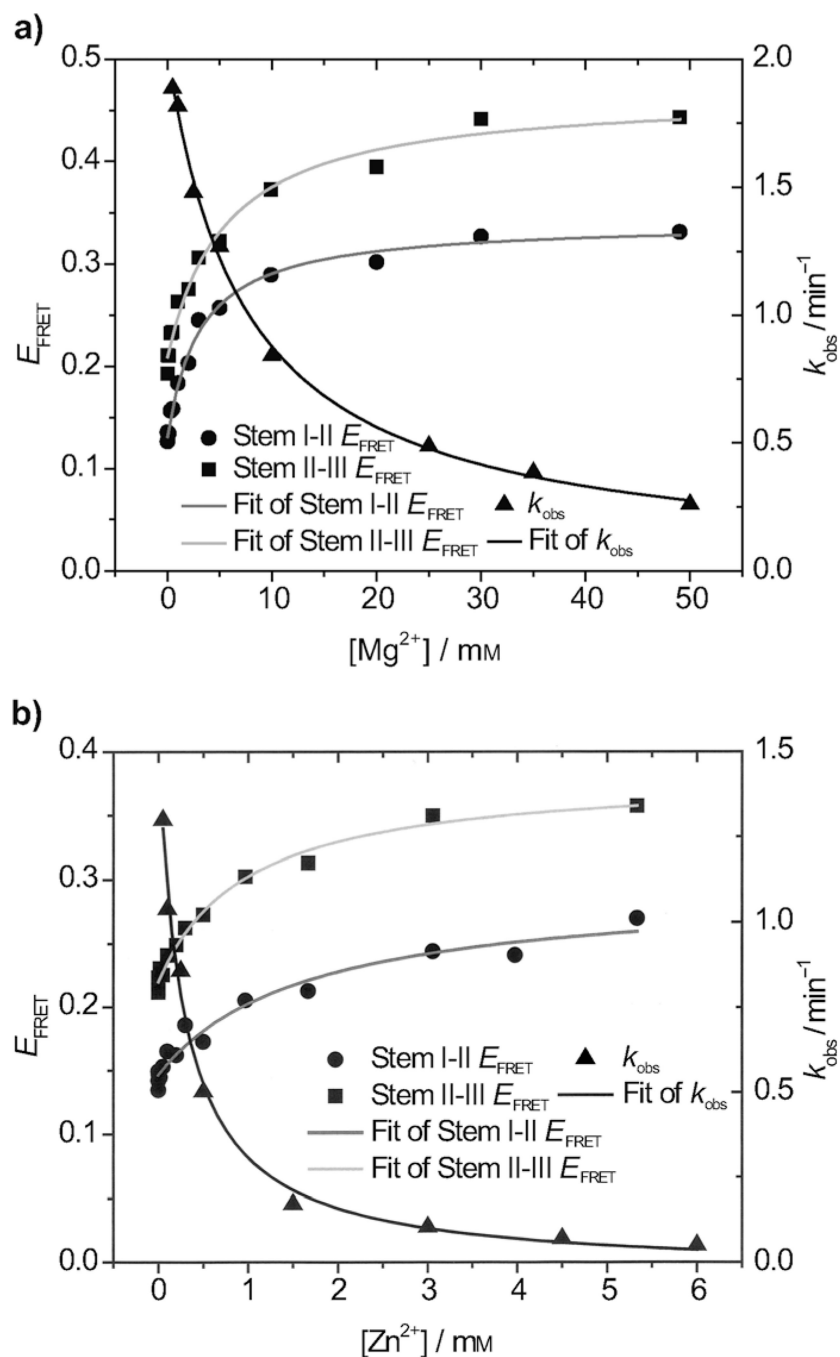 a)
0.5
0.4
0.3
0.2
0.1
0.0
E_FRET
2.0
1.5
1.0
0.5
0.0
k_obs / min⁻¹
Stem I-II E_FRET
Stem II-III E_FRET
Fit of Stem I-II E_FRET k_obs
Fit of Stem II-III E_FRET Fit of k_obs
0 10 20 30 40 50
[Mg²⁺] / mM
b)
0.4
0.3
0.2
0.1
0.0
E_FRET
1.5
1.0
0.5
0.0
k_obs / min⁻¹
Stem I-II E_FRET k_obs
Stem II-III E_FRET Fit of k_obs
Fit of Stem I-II E_FRET
Fit of Stem II-III E_FRET
0 1 2 3 4 5 6
[Zn²⁺] / mM